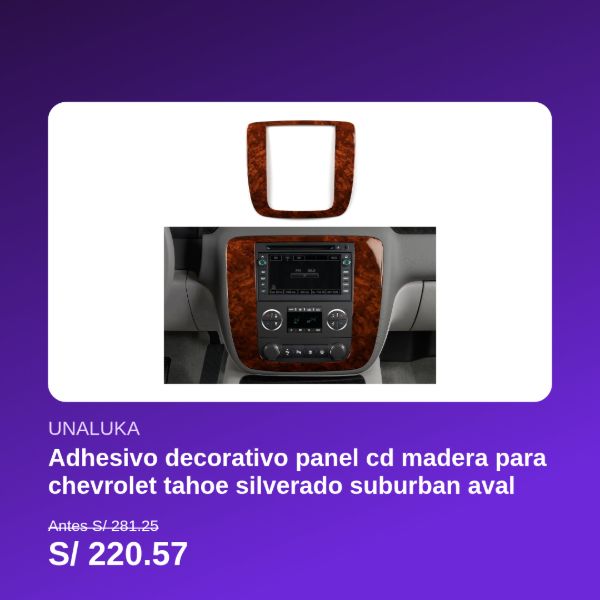 UNALUKA
Adhesivo decorativo panel cd madera para
chevrolet tahoe silverado suburban aval
Antes S/ 281.25
S/ 220.57